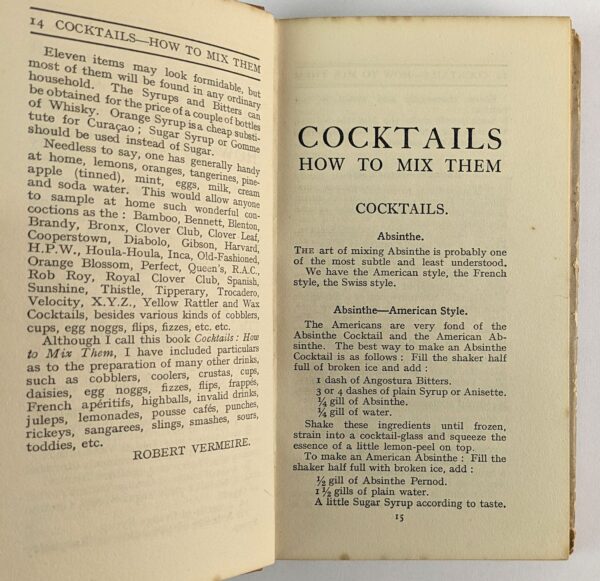 14 COCKTAILS—HOW TO MIX THEM
Eleven items may look formidable, but
most of them will be found in any ordinary
household. The Syrups and Bitters can
be obtained for the price of a couple of bottles
of Whisky. Orange Syrup is a cheap substi-
tute for Curaçao; Sugar Syrup or Gomme
should be used instead of Sugar.
Needless to say, one has generally handy
at home, lemons, oranges, tangerines, pine-
apple (tinned), mint, eggs, milk, cream
and soda water. This would allow anyone
to sample at home such wonderful con-
coctions as the: Bamboo, Bennett, Blenton,
Brandy, Bronx, Clover Club, Clover Leaf,
Cooperstown, Diabolo, Gibson, Harvard,
H.P.W., Houla-Houla, Inca, Old-Fashioned,
Orange Blossom, Perfect, Queen's, R.A.C.,
Rob Roy, Royal Clover Club, Spanish,
Sunshine, Thistle, Tipperary, Trocadero,
Velocity, X.Y.Z., Yellow Rattler and Wax
Cocktails, besides various kinds of cobblers,
cups, egg noggs, flips, fizzes, etc. etc.
Although I call this book Cocktails: How
to Mix Them, I have included particulars
as to the preparation of many other drinks,
such as cobblers, coolers, crustas, cups,
daisies, egg noggs, fizzes, flips, frappés,
French apéritifs, highballs, invalid drinks,
juleps, lemonades, pousse cafés, punches,
rickeys, sangarees, slings, smashes, sours,
toddies, etc.
ROBERT VERMEIRE.
COCKTAILS
HOW TO MIX THEM
COCKTAILS.
Absinthe.
THE art of mixing Absinthe is probably one
of the most subtle and least understood.
We have the American style, the French
style, the Swiss style.
Absinthe—American Style.
The Americans are very fond of the
Absinthe Cocktail and the American Ab-
sinthe. The best way to make an Absinthe
Cocktail is as follows: Fill the shaker half
full of broken ice and add:
1 dash of Angostura Bitters.
3 or 4 dashes of plain Syrup or Anisette.
¼ gill of Absinthe.
¼ gill of water.
Shake these ingredients until frozen,
strain into a cocktail-glass and squeeze the
essence of a little lemon-peel on top.
To make an American Absinthe: Fill the
shaker half full with broken ice, add:
½ gill of Absinthe Pernod.
1½ gills of plain water.
A little Sugar Syrup according to taste.
15